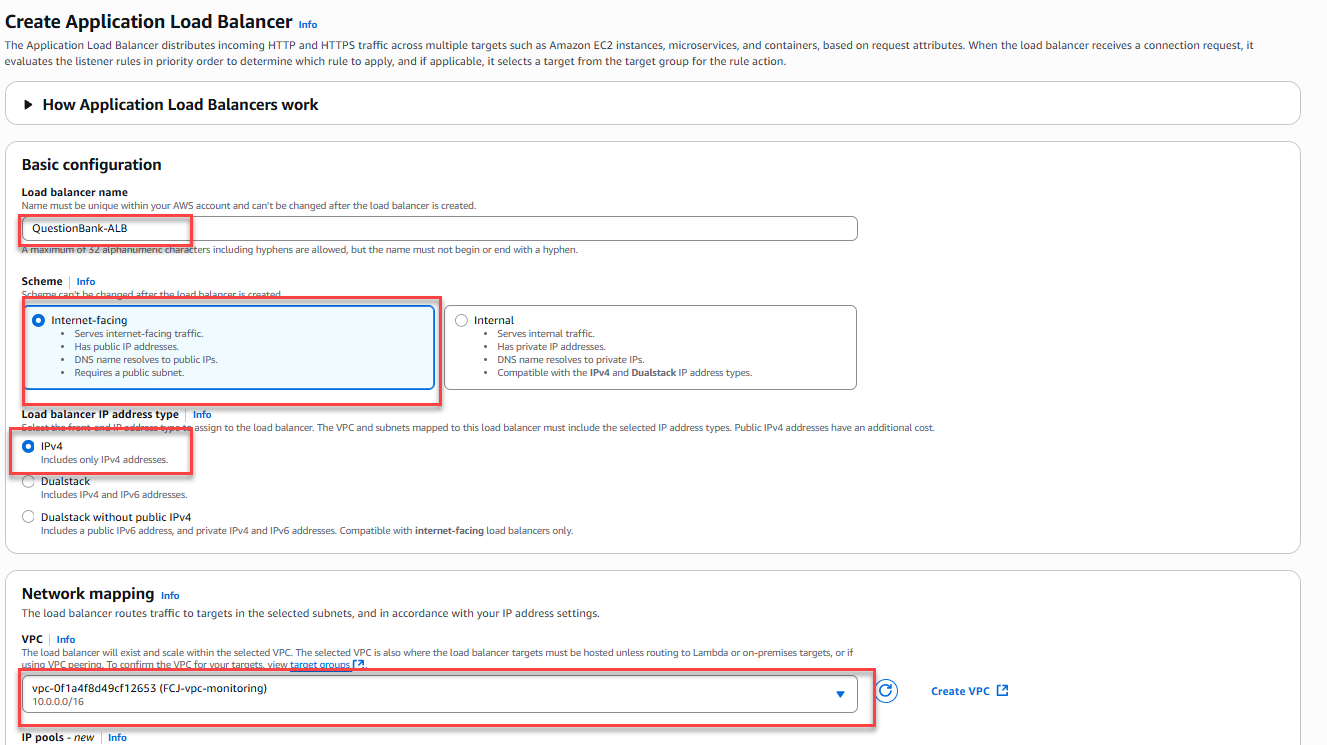 Create Application Load Balancer Info
The Application Load Balancer distributes incoming HTTP and HTTPS traffic across multiple targets such as Amazon EC2 instances, microservices, and containers, based on request attributes. When the load balancer receives a connection request, it
evaluates the listener rules in priority order to determine which rule to apply, and if applicable, it selects a target from the target group for the rule action.
How Application Load Balancers work
Basic configuration
Load balancer name
Name must be unique within your AWS account and can't be changed after the load balancer is created.
QuestionBank-ALB
A maximum of 32 alphanumeric characters including hyphens are allowed, but the name must not begin or end with a hyphen.
Scheme Info
Scheme can't be changed after the load balancer is created.
Internet-facing
• Serves internet-facing traffic.
• Has public IP addresses.
• DNS name resolves to public IPs.
• Requires a public subnet.
Internal
• Serves internal traffic.
• Has private IP addresses.
• DNS name resolves to private IPs.
• Compatible with the IPv4 and Dualstack IP address types.
Load balancer IP address type Info
Select the front-end IP address type to assign to the load balancer. The VPC and subnets mapped to this load balancer must include the selected IP address types. Public IPv4 addresses have an additional cost.
IPv4
Includes only IPv4 addresses.
Dualstack
Includes IPv4 and IPv6 addresses.
Dualstack without public IPv4
Includes a public IPv6 address, and private IPv4 and IPv6 addresses. Compatible with internet-facing load balancers only.
Network mapping Info
The load balancer routes traffic to targets in the selected subnets, and in accordance with your IP address settings.
VPC Info
The load balancer will exist and scale within the selected VPC. The selected VPC is also where the load balancer targets must be hosted unless routing to Lambda or on-premises targets, or if
using VPC peering. To confirm the VPC for your targets, view target groups.
vpc-0f1a4f8d49cf12653 (FCJ-vpc-monitoring)
10.0.0.0/16
Create VPC
IP pools - new Info